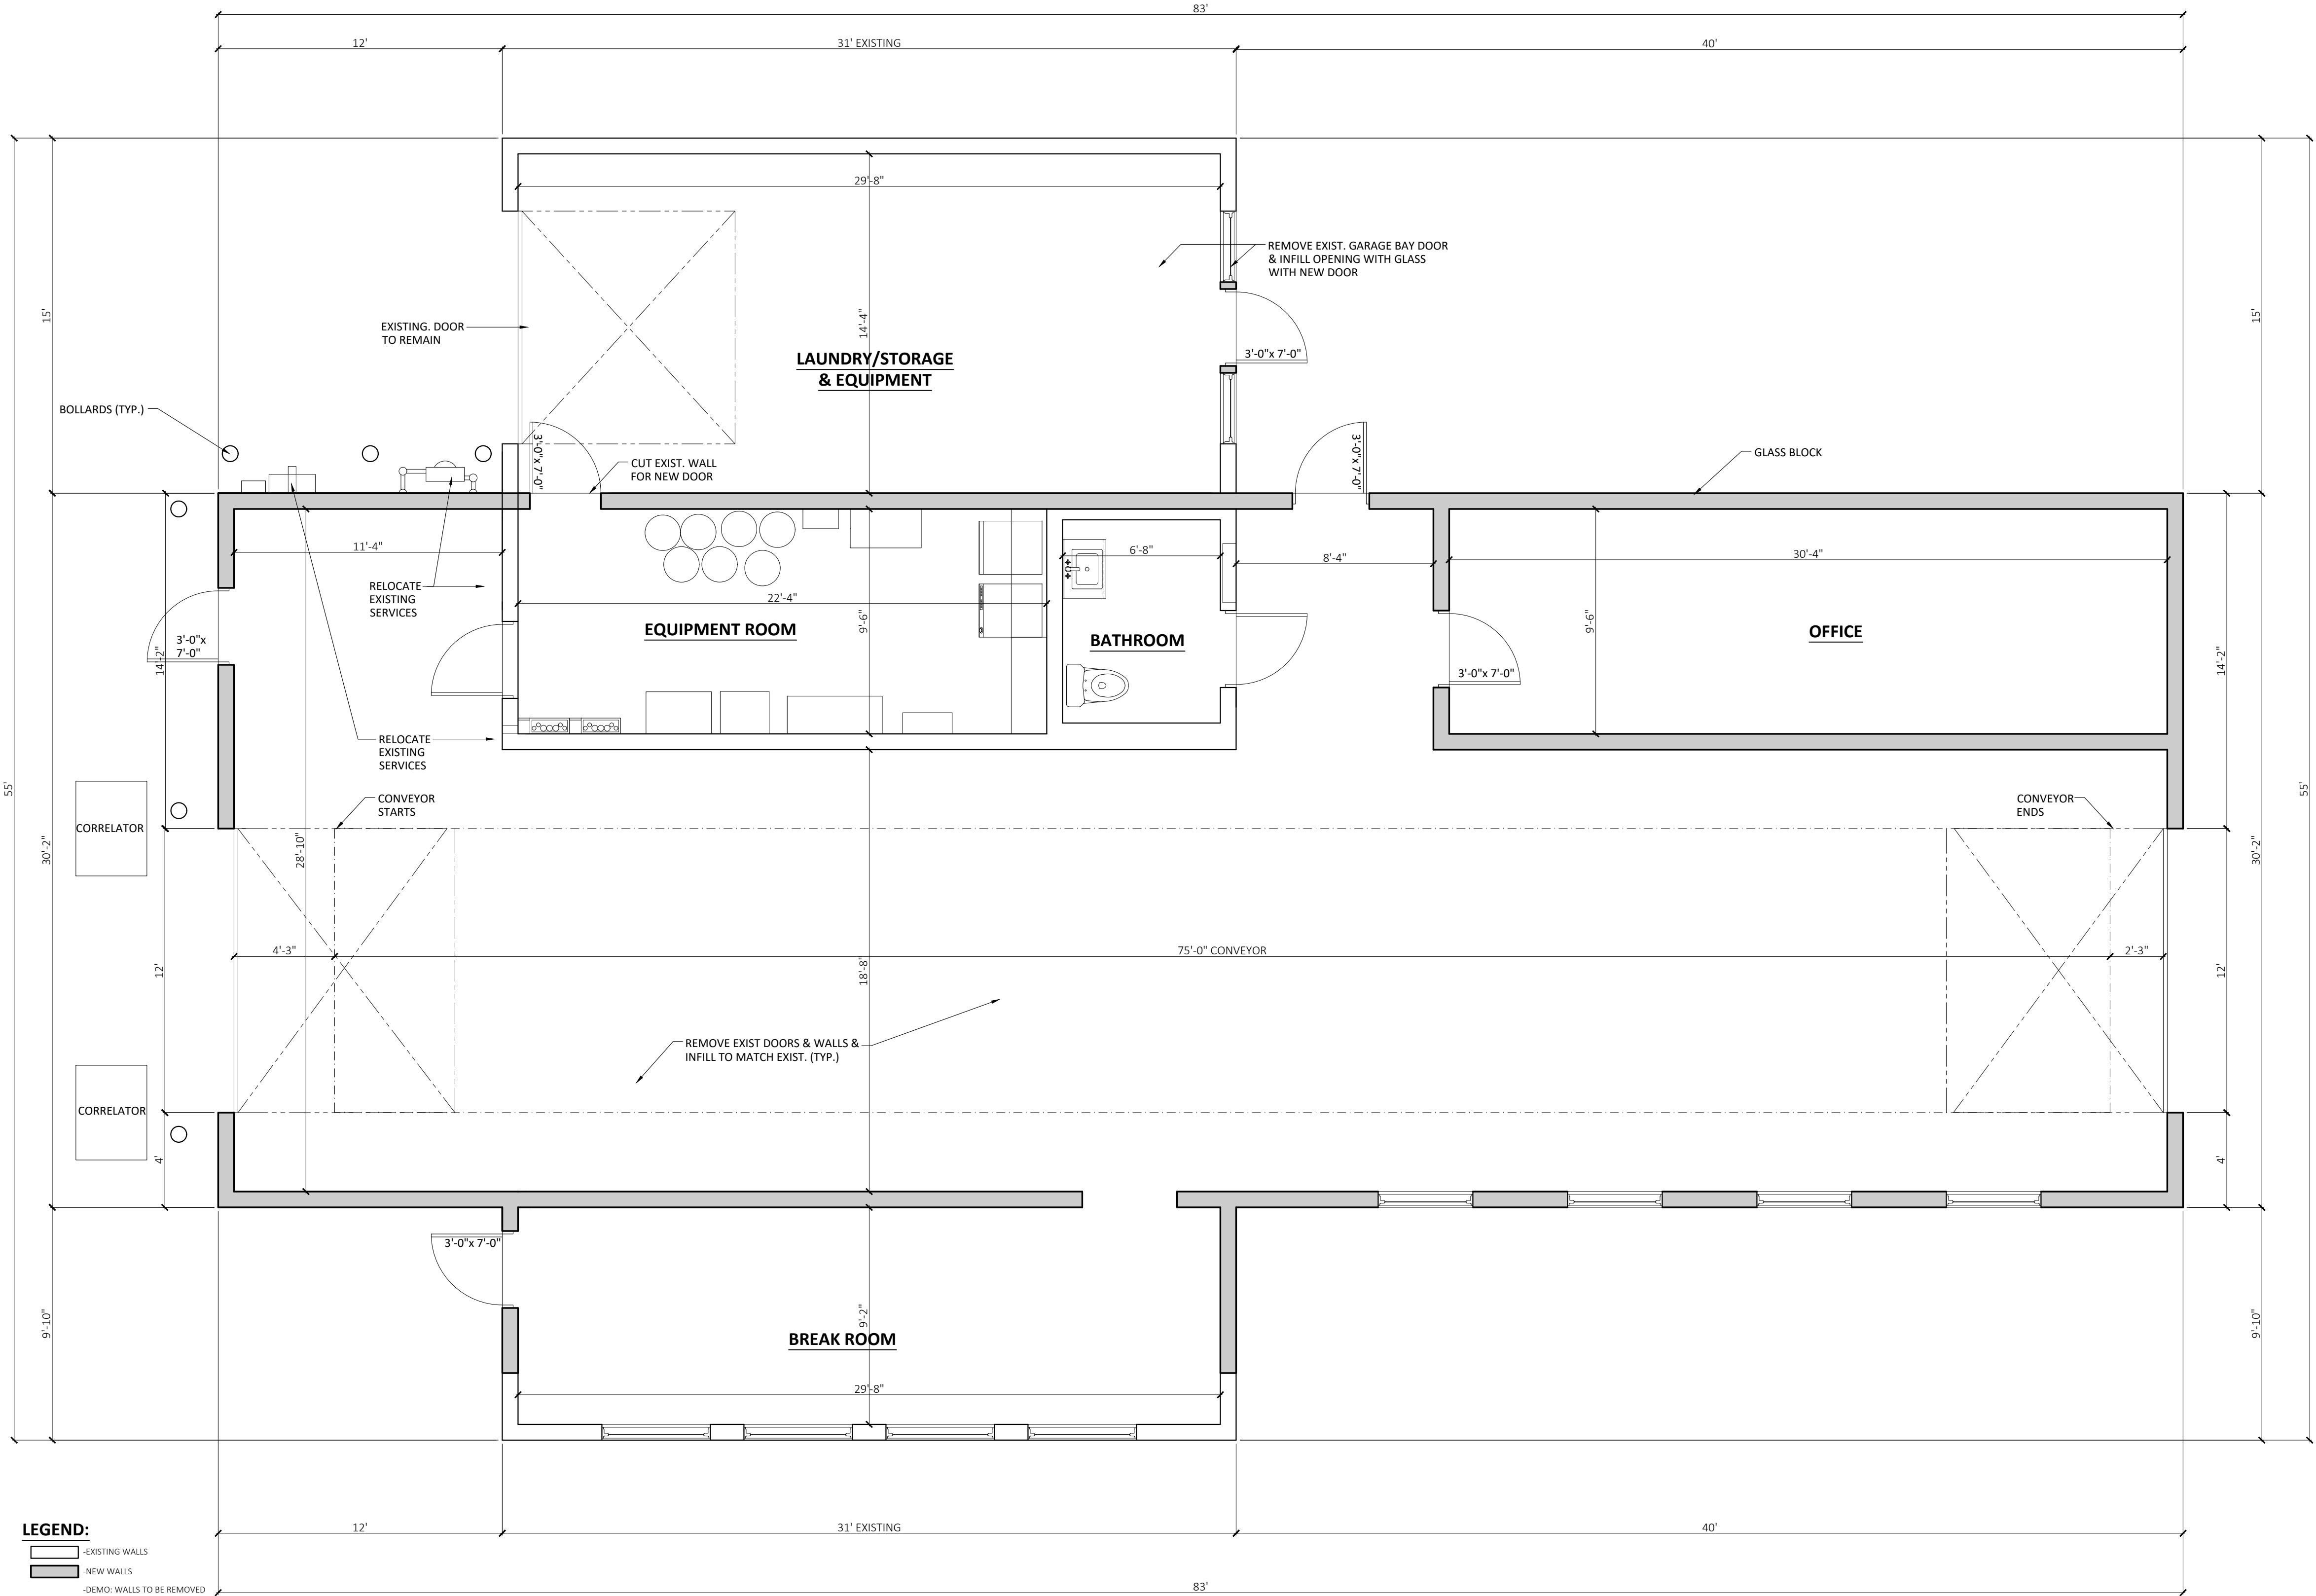 83'
12'
31' EXISTING
40'
29'-8"
REMOVE EXIST. GARAGE BAY DOOR
& INFILL OPENING WITH GLASS
WITH NEW DOOR
15'
15'
EXISTING. DOOR
TO REMAIN
14'-4"
3'-0"x 7'-0"
LAUNDRY/STORAGE
& EQUIPMENT
BOLLARDS (TYP.)
3'-0"x 7'-0"
CUT EXIST. WALL
FOR NEW DOOR
3'-0"x 7'-0"
GLASS BLOCK
11'-4"
6'-8"
8'-4"
30'-4"
RELOCATE
EXISTING
SERVICES
22'-4"
9'-6"
9'-6"
EQUIPMENT ROOM
BATHROOM
OFFICE
3'-0"x
7'-0"
14'-2"
14'-2"
3'-0"x 7'-0"
RELOCATE
EXISTING
SERVICES
55'
55'
CONVEYOR
STARTS
CONVEYOR
ENDS
CORRELATOR
30'-2"
28'-10"
30'-2"
4'-3"
75'-0" CONVEYOR
2'-3"
12'
18'-8"
12'
REMOVE EXIST DOORS & WALLS &
INFILL TO MATCH EXIST. (TYP.)
CORRELATOR
4'
4'
3'-0"x 7'-0"
9'-10"
9'-2"
9'-10"
BREAK ROOM
29'-8"
12'
31' EXISTING
40'
LEGEND:
-EXISTING WALLS
-NEW WALLS
-DEMO: WALLS TO BE REMOVED
83'